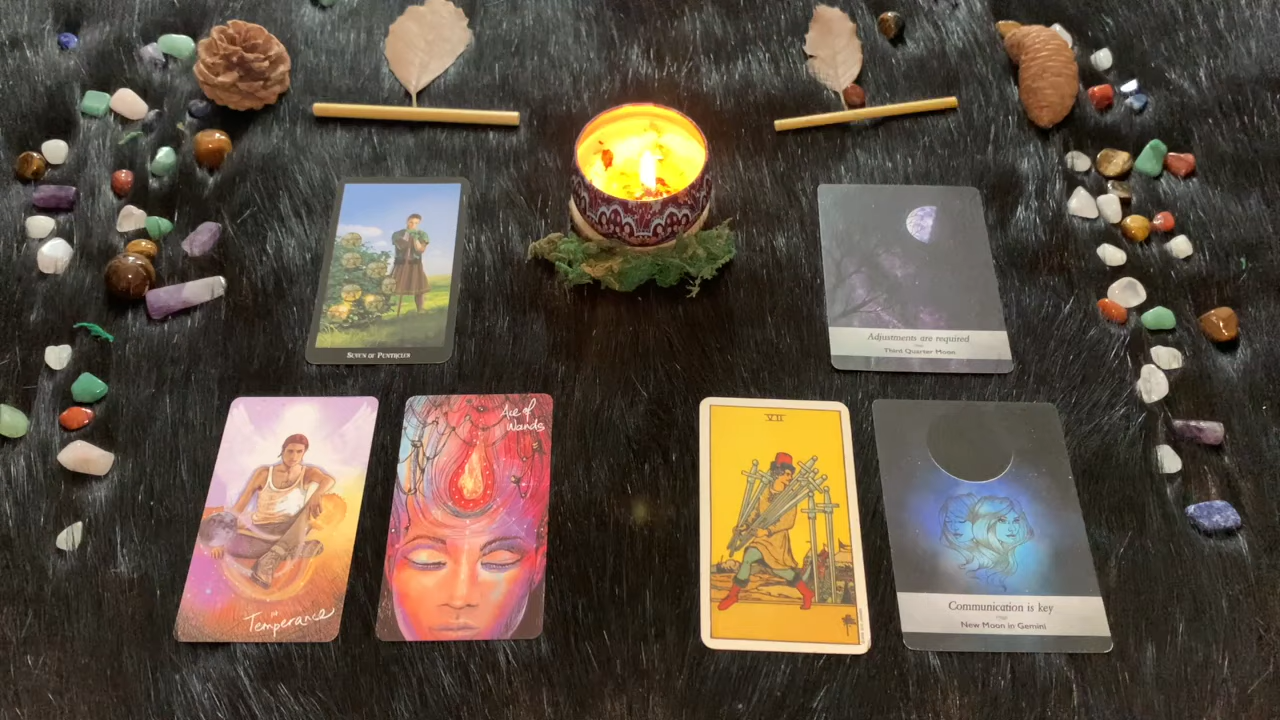 Seven of Pentacles
Adjustments are required
Third Quarter Moon
Ace of
Wands
VII
Communication is key
New Moon in Gemini
Temperance